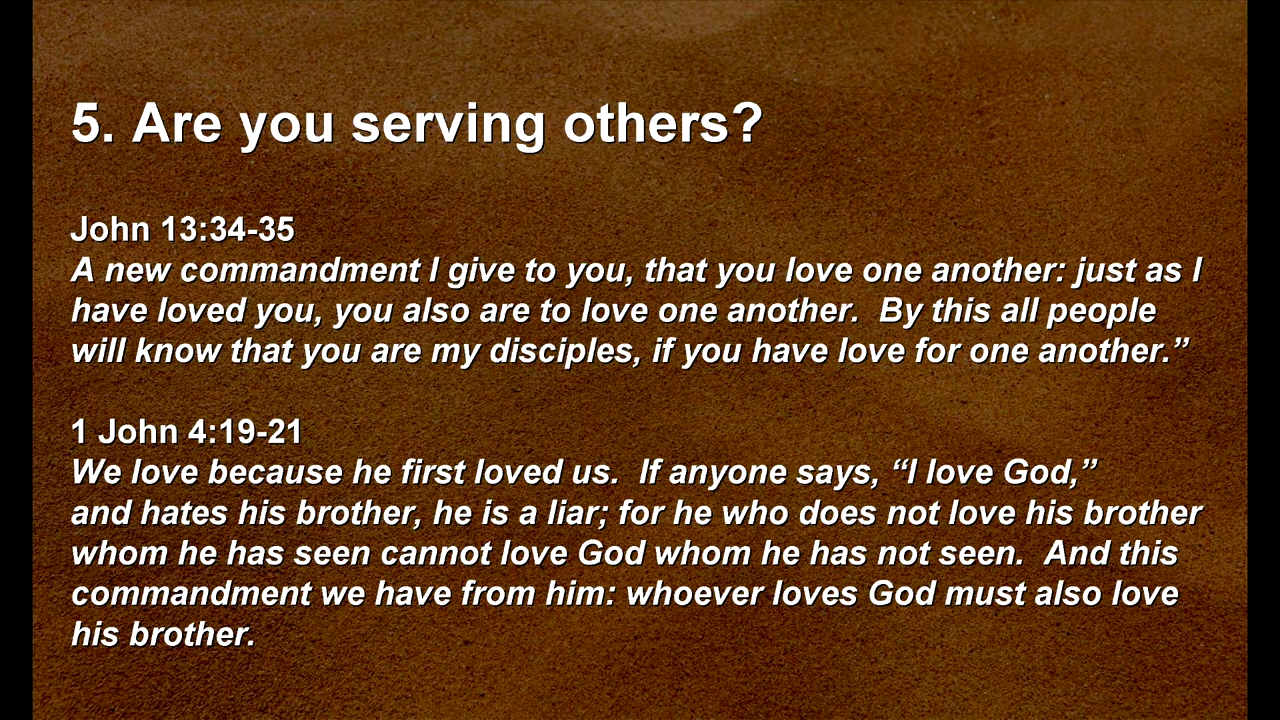 5. Are you serving others?
John 13:34-35
A new commandment I give to you, that you love one another: just as I
have loved you, you also are to love one another.  By this all people
will know that you are my disciples, if you have love for one another.”
1 John 4:19-21
We love because he first loved us.  If anyone says, “I love God,”
and hates his brother, he is a liar; for he who does not love his brother
whom he has seen cannot love God whom he has not seen.  And this
commandment we have from him: whoever loves God must also love
his brother.